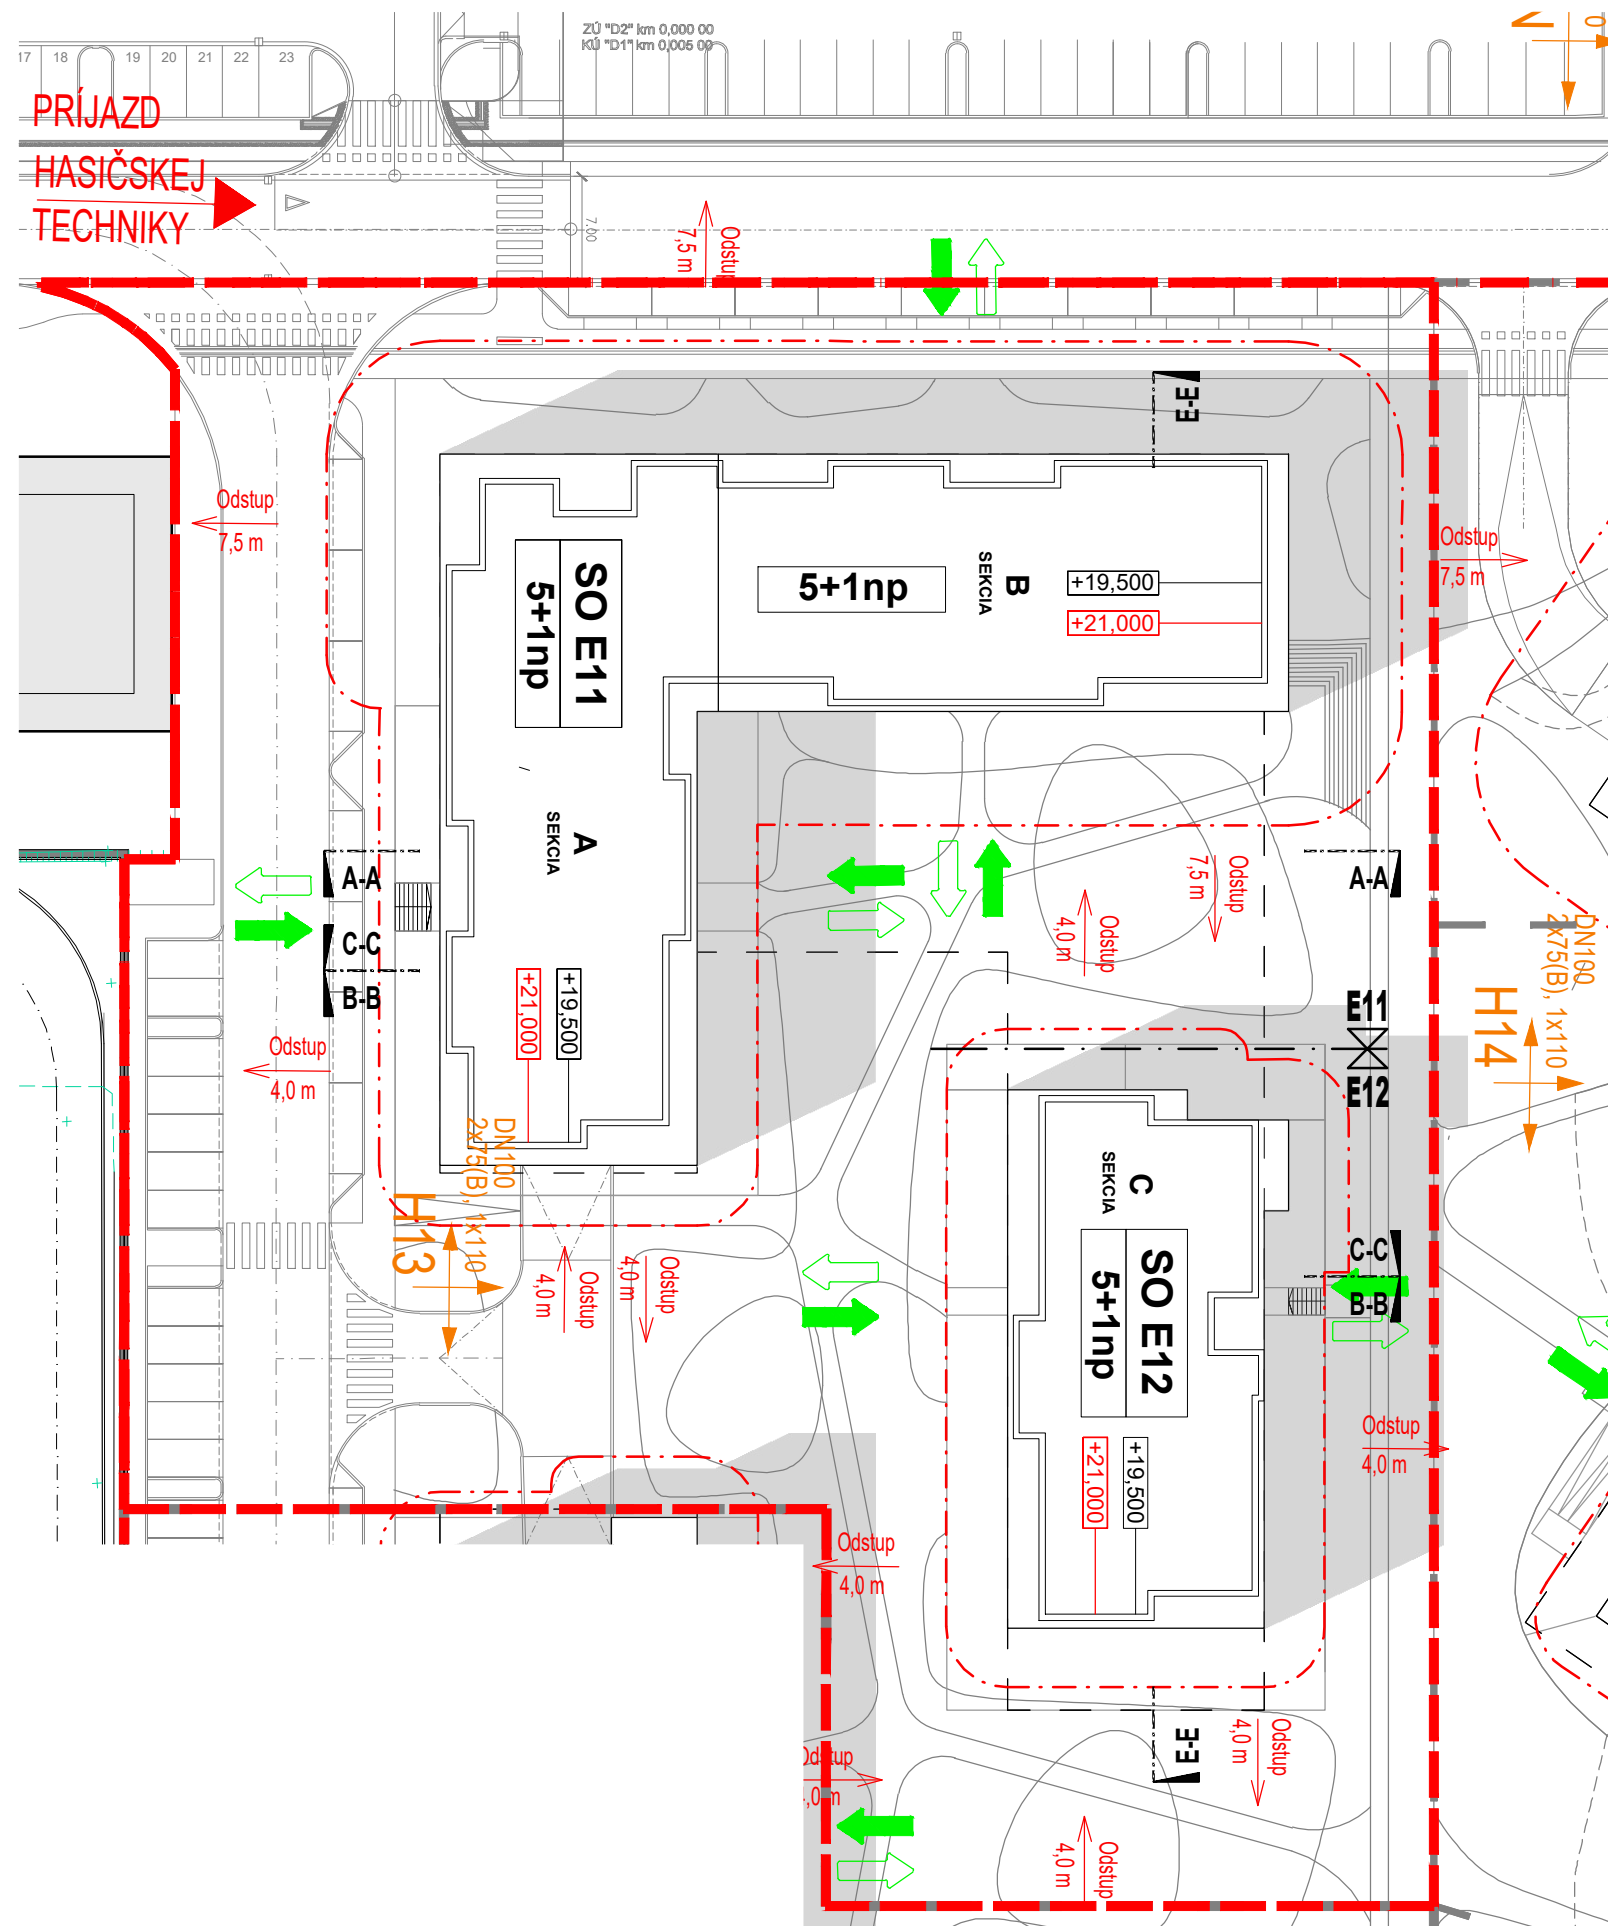 ZÚ "D2" km 0,000 00
KÚ "D1" km 0,005 00
17
18
19
20
21
22
23
PRÍJAZD
HASIČSKEJ
TECHNIKY
7.00
Odstup
7,5 m
E-E
Odstup
7,5 m
Odstup
7,5 m
SO E11
5+1np
5+1np
B
SEKCIA
+19,500
+21,000
A
SEKCIA
A-A
C-C
B-B
A-A
Odstup
7,5 m
Odstup
4,0 m
+19,500
+21,000
DN100
2x75(B), 1x110
H14
E11
E12
Odstup
4,0 m
DN100
2x75(B), 1x110
H13
C
SEKCIA
SO E12
5+1np
C-C
B-B
Odstup
4,0 m
Odstup
4,0 m
+19,500
+21,000
Odstup
4,0 m
Odstup
4,0 m
E-E
Odstup
4,0 m
Odstup
Odstup
4,0 m